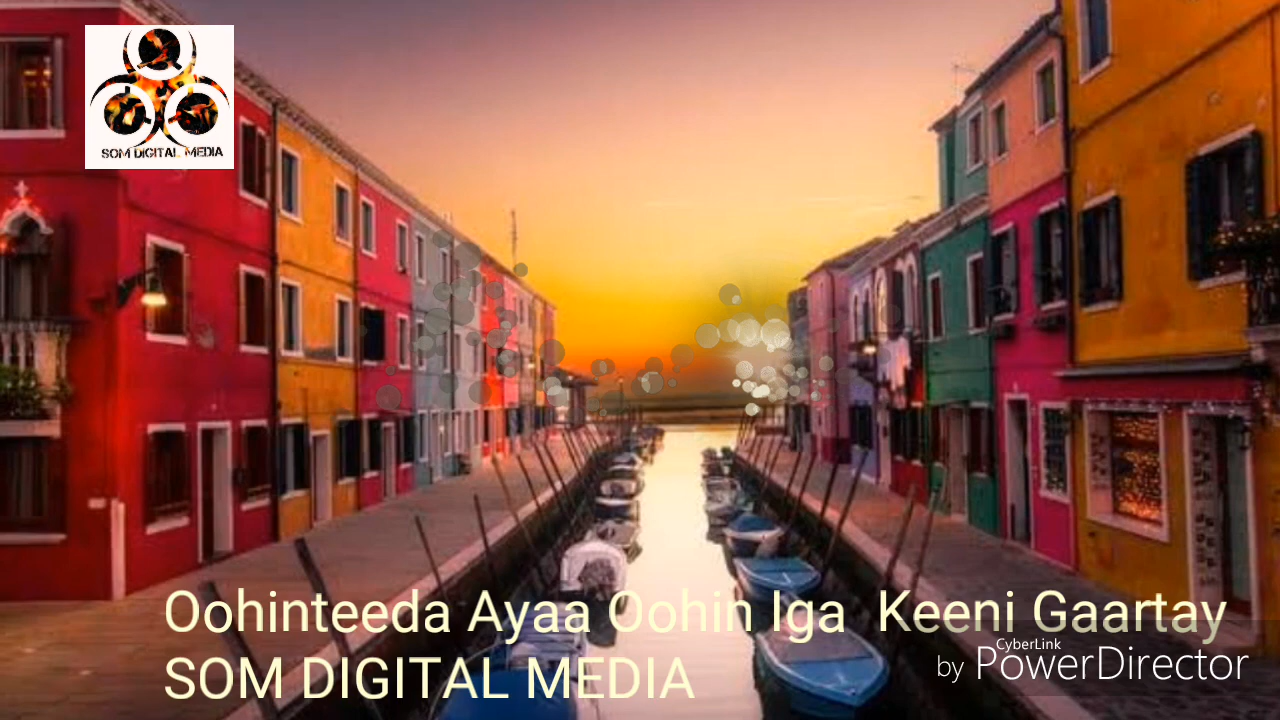 SOM DIGITAL MEDIA
Oohinteeda Ayaa Oohin Iga Keeni Gaartay
SOM DIGITAL MEDIA
CyberLink
by PowerDirector